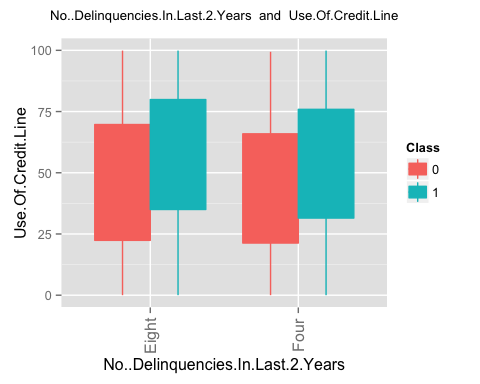 No..Delinquencies.In.Last.2.Years and Use.Of.Credit.Line
100
75
50
25
0
Use.Of.Credit.Line
Eight
Four
No..Delinquencies.In.Last.2.Years
Class
0
1